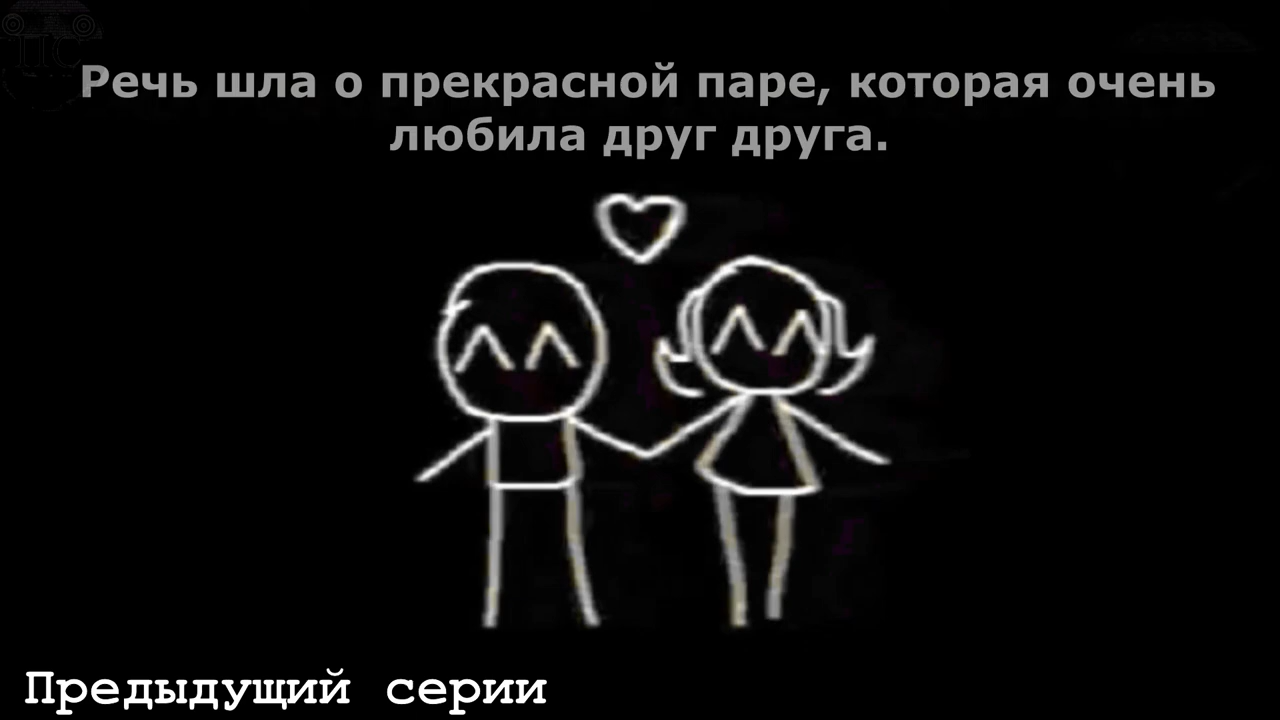 Речь шла о прекрасной паре, которая очень
любила друг друга.
Предыдущий серии